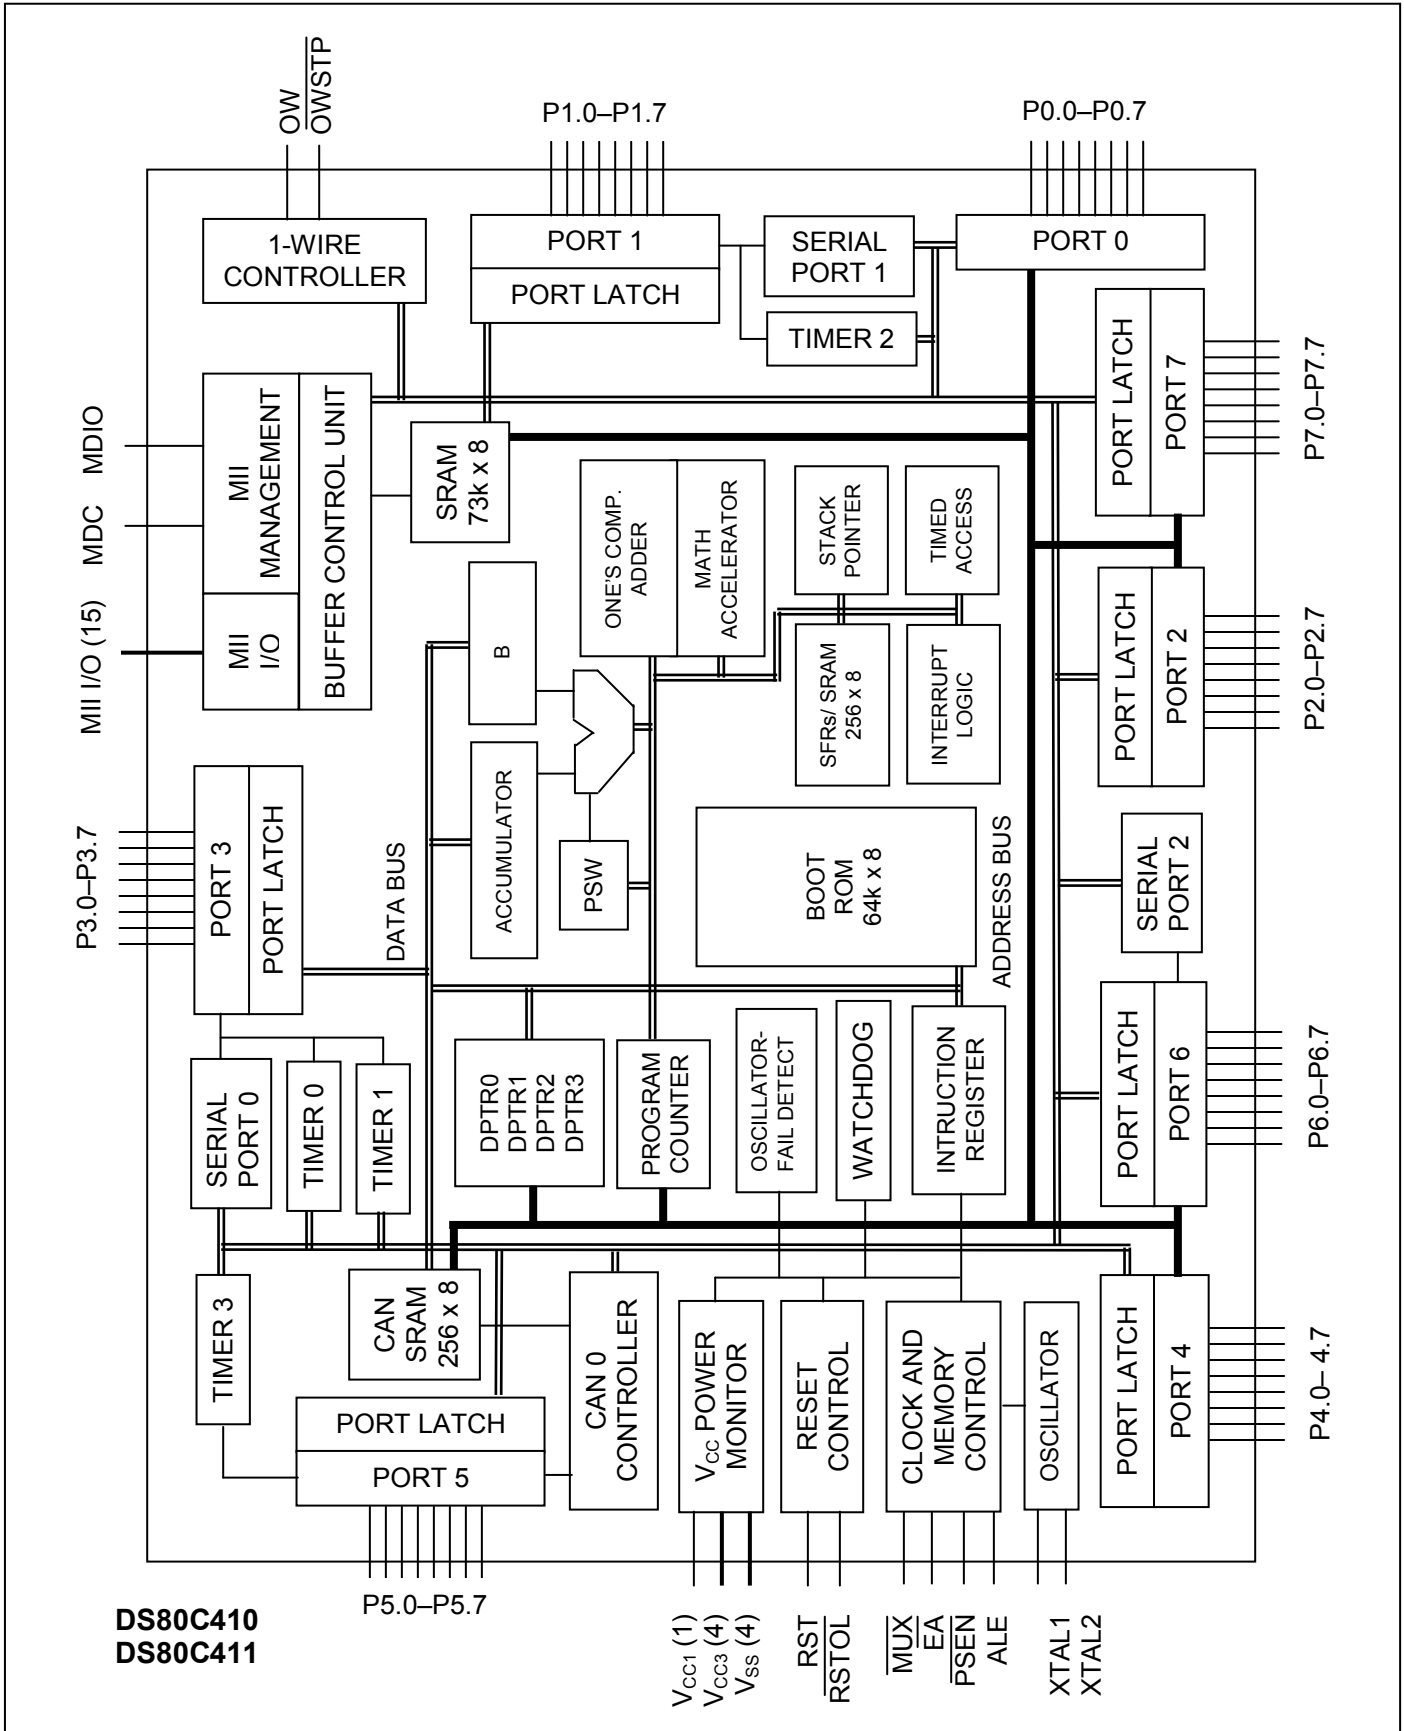 OW
OWSTP
P1.0–P1.7
P0.0–P0.7
1-WIRE
CONTROLLER
PORT 1
PORT LATCH
SERIAL
PORT 1
TIMER 2
PORT 0
PORT LATCH
PORT 7
P7.0–P7.7
MDIO
MDC
MII I/O (15)
MII
MANAGEMENT
MII
I/O
BUFFER CONTROL UNIT
SRAM
73k x 8
ONE'S COMP.
ADDER
MATH
ACCELERATOR
STACK
POINTER
TIMED
ACCESS
B
SFRs/ SRAM
256 x 8
INTERRUPT
LOGIC
PORT LATCH
PORT 2
P2.0–P2.7
P3.0–P3.7
PORT 3
PORT LATCH
DATA BUS
ACCUMULATOR
PSW
BOOT
ROM
64k x 8
ADDRESS BUS
SERIAL
PORT 2
SERIAL
PORT 0
TIMER 0
TIMER 1
DPTR0
DPTR1
DPTR2
DPTR3
PROGRAM
COUNTER
OSCILLATOR-
FAIL DETECT
WATCHDOG
INTRUCTION
REGISTER
PORT LATCH
PORT 6
P6.0–P6.7
TIMER 3
CAN
SRAM
256 x 8
CAN 0
CONTROLLER
PORT LATCH
PORT 5
VCC POWER
MONITOR
RESET
CONTROL
CLOCK AND
MEMORY
CONTROL
OSCILLATOR
PORT LATCH
PORT 4
P4.0– 4.7
P5.0–P5.7
VCC1 (1)
VCC3 (4)
VSS (4)
RST
RSTOL
MUX
EA
PSEN
ALE
XTAL1
XTAL2
DS80C410
DS80C411